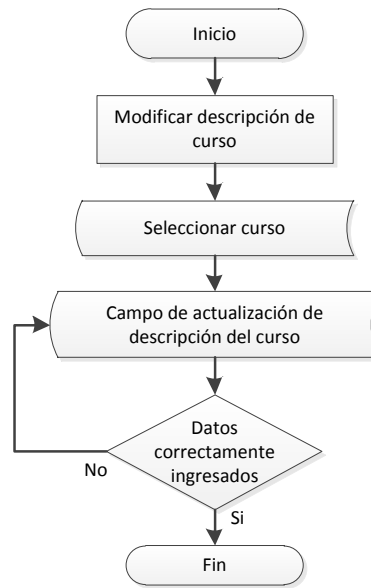 Inicio
Modificar descripción de
curso
Seleccionar curso
Campo de actualización de
descripción del curso
Datos
correctamente
ingresados
No
Si
Fin